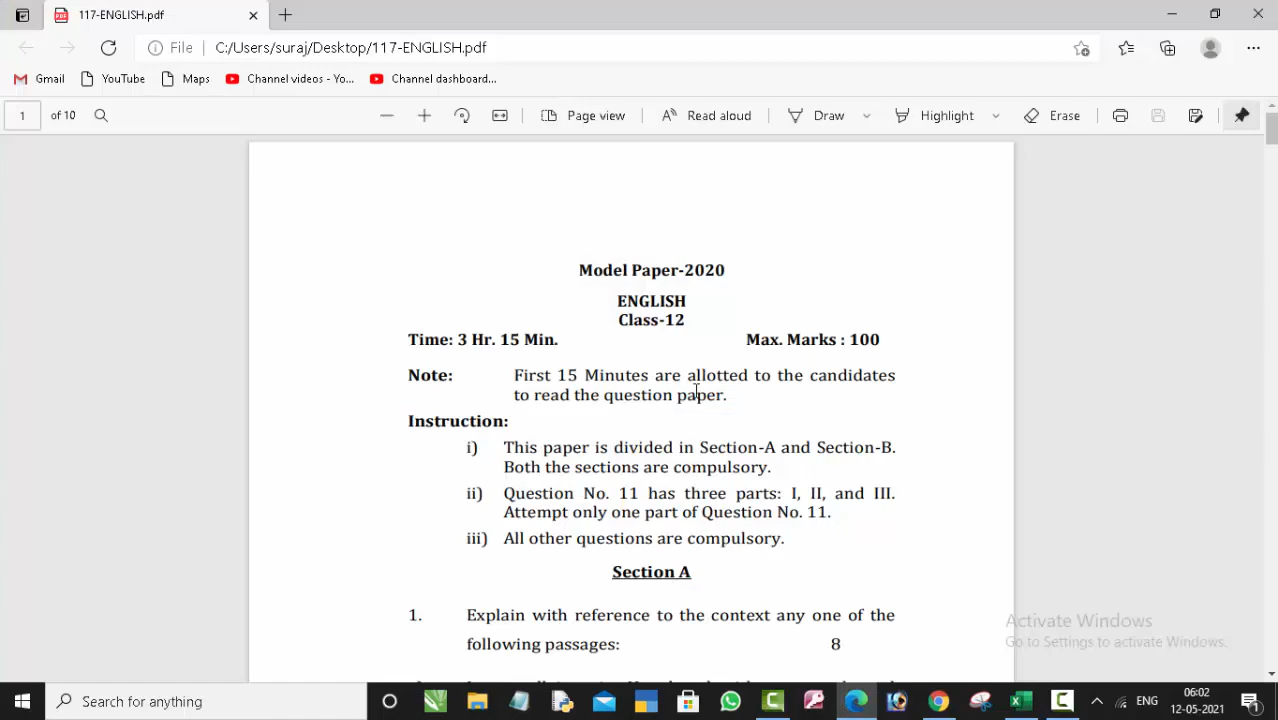 117-ENGLISH.pdf
File
C:/Users/suraj/Desktop/117-ENGLISH.pdf
Gmail
YouTube
Maps
Channel videos - Yo...
Channel dashboard...
1
of 10
Page view
Read aloud
Draw
Highlight
Erase
Model Paper-2020
ENGLISH
Class-12
Time: 3 Hr. 15 Min. Max. Marks : 100
Note: First 15 Minutes are allotted to the candidates
to read the question paper.
Instruction:
i) This paper is divided in Section-A and Section-B.
Both the sections are compulsory.
ii) Question No. 11 has three parts: I, II, and III.
Attempt only one part of Question No. 11.
iii) All other questions are compulsory.
Section A
1. Explain with reference to the context any one of the
following passages: 8
Activate Windows
Go to Settings to activate Windows.
Search for anything
ENG
06:02
12-05-2021